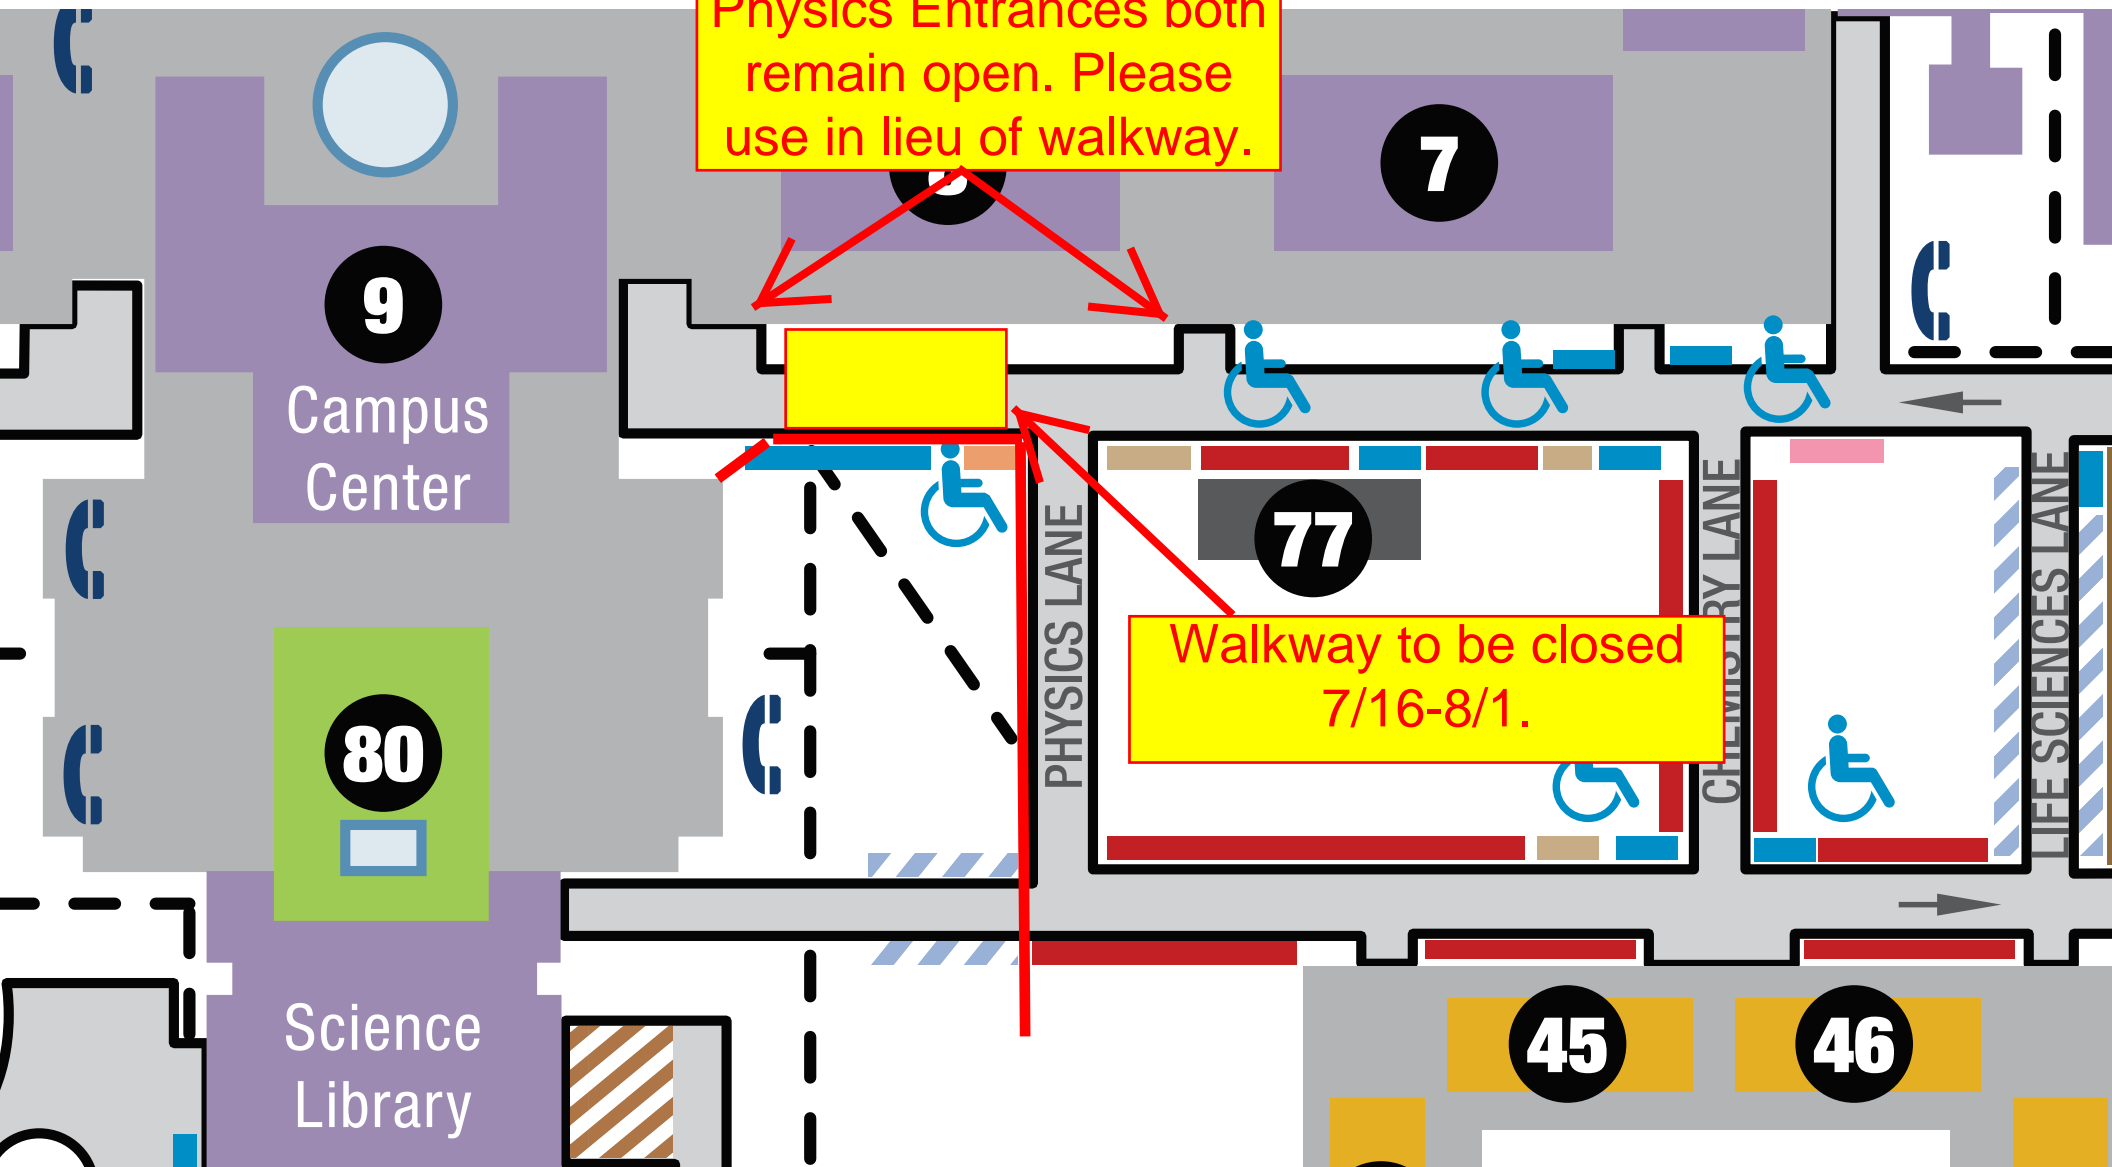 Physics Entrances both
remain open. Please
use in lieu of walkway.
7
9
Campus
Center
77
PHYSICS LANE
CHEMISTRY LANE
LIFE SCIENCES LANE
Walkway to be closed
7/16-8/1.
80
Science
Library
45
46